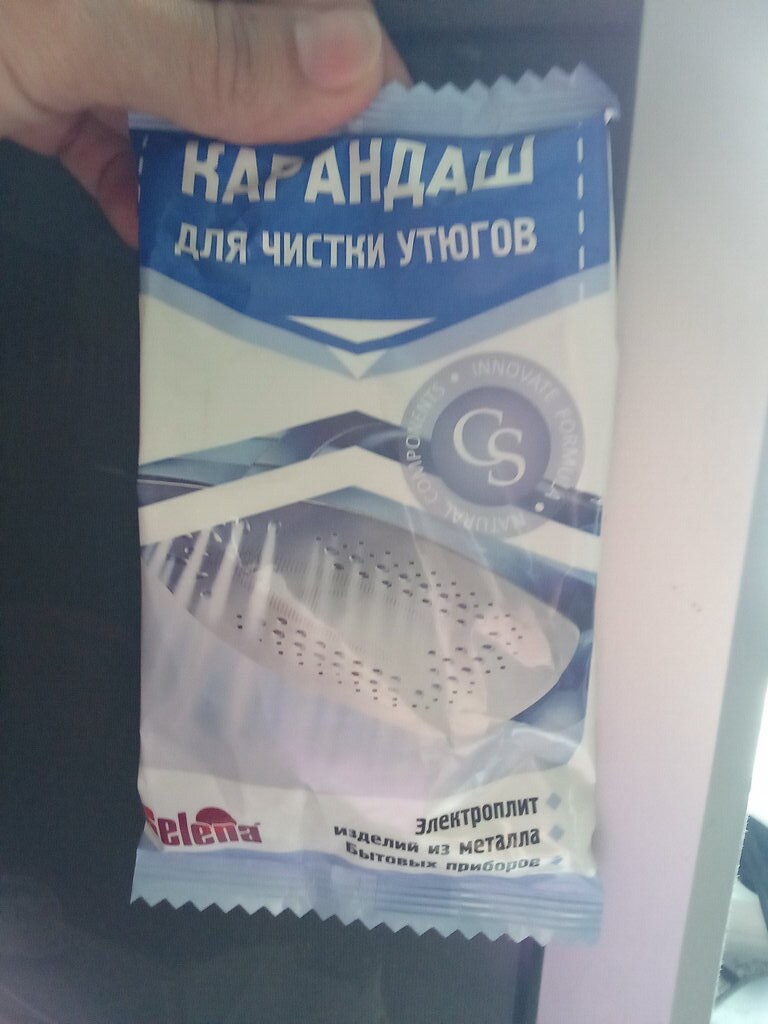 КАРАНДАШ
ДЛЯ ЧИСТКИ УТЮГОВ
INNOVATE FORMULA • NATURAL COMPONENTS •
CS
Selena
Электроплит
изделий из металла
Бытовых приборов